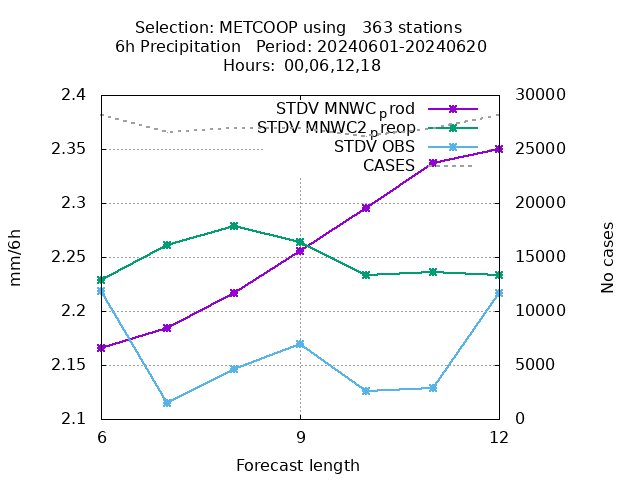 Selection: METCOOP using   363 stations
6h Precipitation   Period: 20240601-20240620
Hours: 00,06,12,18
2.4
2.35
2.3
2.25
2.2
2.15
2.1
30000
25000
20000
15000
10000
5000
0
STDV MNWC_prod
STDV MNWC2_preop
STDV OBS
CASES
mm/6h
No cases
6
9
12
Forecast length